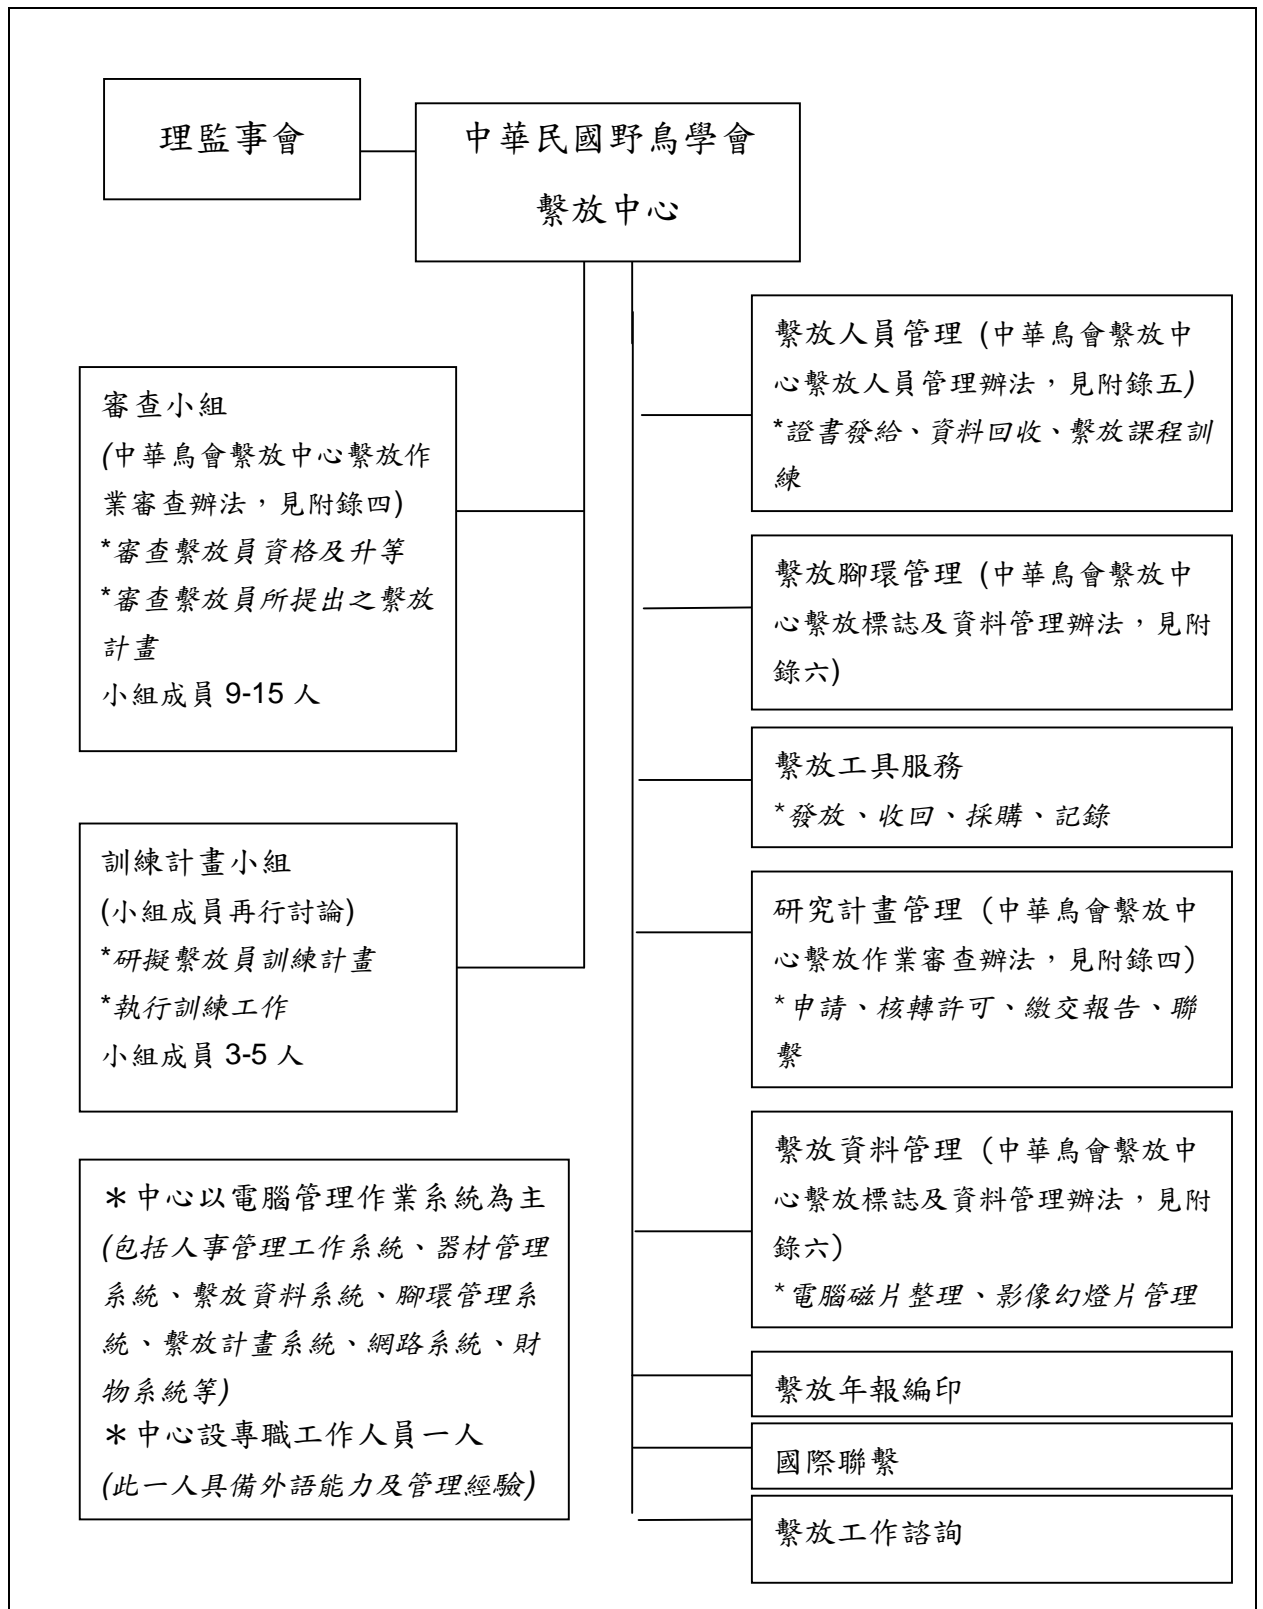 理監事會
中華民國野鳥學會
繫放中心
審查小組
(中華鳥會繫放中心繫放作
業審查辦法，見附錄四)
*審查繫放員資格及升等
*審查繫放員所提出之繫放
計畫
小組成員 9-15 人
訓練計畫小組
(小組成員再行討論)
*研擬繫放員訓練計畫
*執行訓練工作
小組成員 3-5 人
＊中心以電腦管理作業系統為主
(包括人事管理工作系統、器材管理
系統、繫放資料系統、腳環管理系
統、繫放計畫系統、網路系統、財
物系統等)
＊中心設專職工作人員一人
(此一人具備外語能力及管理經驗)
繫放人員管理 (中華鳥會繫放中
心繫放人員管理辦法，見附錄五)
*證書發給、資料回收、繫放課程訓
練
繫放腳環管理 (中華鳥會繫放中
心繫放標誌及資料管理辦法，見附
錄六)
繫放工具服務
*發放、收回、採購、記錄
研究計畫管理 (中華鳥會繫放中
心繫放作業審查辦法，見附錄四)
*申請、核轉許可、繳交報告、聯
繫
繫放資料管理 (中華鳥會繫放中
心繫放標誌及資料管理辦法，見附
錄六)
*電腦磁片整理、影像幻燈片管理
繫放年報編印
國際聯繫
繫放工作諮詢